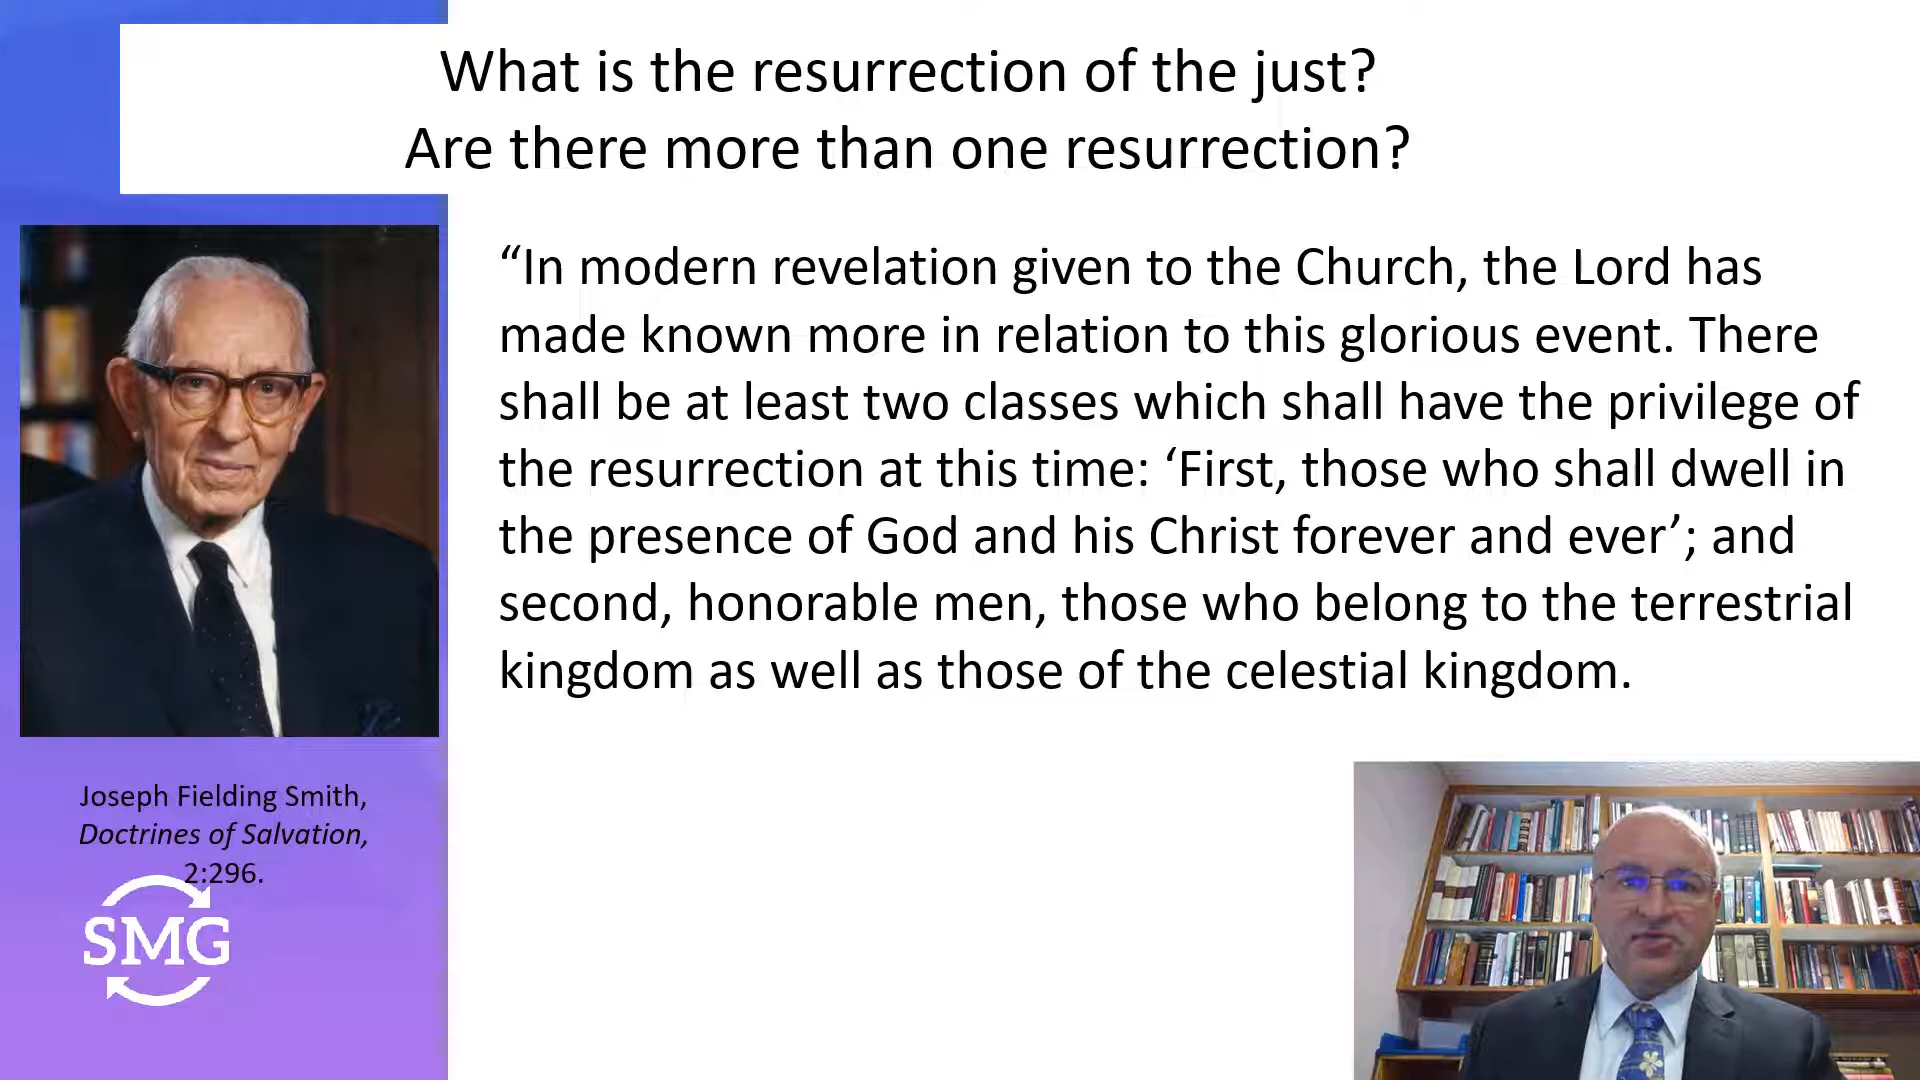 What is the resurrection of the just?
Are there more than one resurrection?
“In modern revelation given to the Church, the Lord has
made known more in relation to this glorious event. There
shall be at least two classes which shall have the privilege of
the resurrection at this time: ‘First, those who shall dwell in
the presence of God and his Christ forever and ever’; and
second, honorable men, those who belong to the terrestrial
kingdom as well as those of the celestial kingdom.
Joseph Fielding Smith,
Doctrines of Salvation,
2:296.
SMG